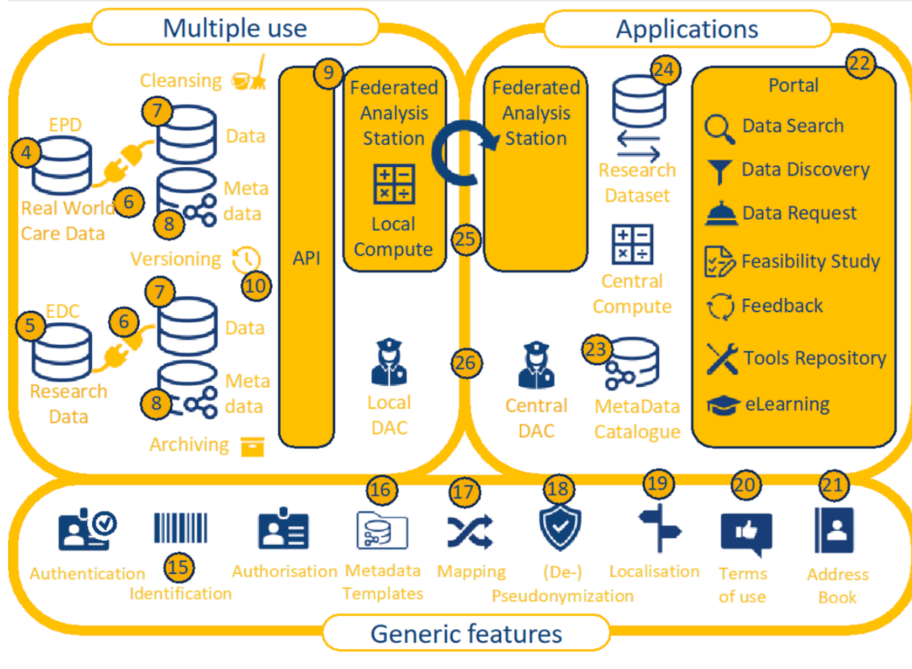 Multiple use
Applications
Cleansing
9
24
22
7
Federated
Analysis
Station
Federated
Analysis
Station
Portal
EPD
4
Data
Data Search
6
Meta
data
8
Real World
Care Data
Research
Dataset
Data Discovery
Local
Compute
Data Request
Versioning
10
API
25
Central
Compute
Feasibility Study
EDC
5
7
6
Data
Feedback
26
23
Tools Repository
Research
Data
Meta
data
8
Local
DAC
Central
DAC
MetaData
Catalogue
eLearning
Archiving
16
17
18
19
20
21
15
Authentication
Identification
Authorisation
Metadata
Templates
Mapping
(De-)
Pseudonymization
Localisation
Terms
of use
Address
Book
Generic features